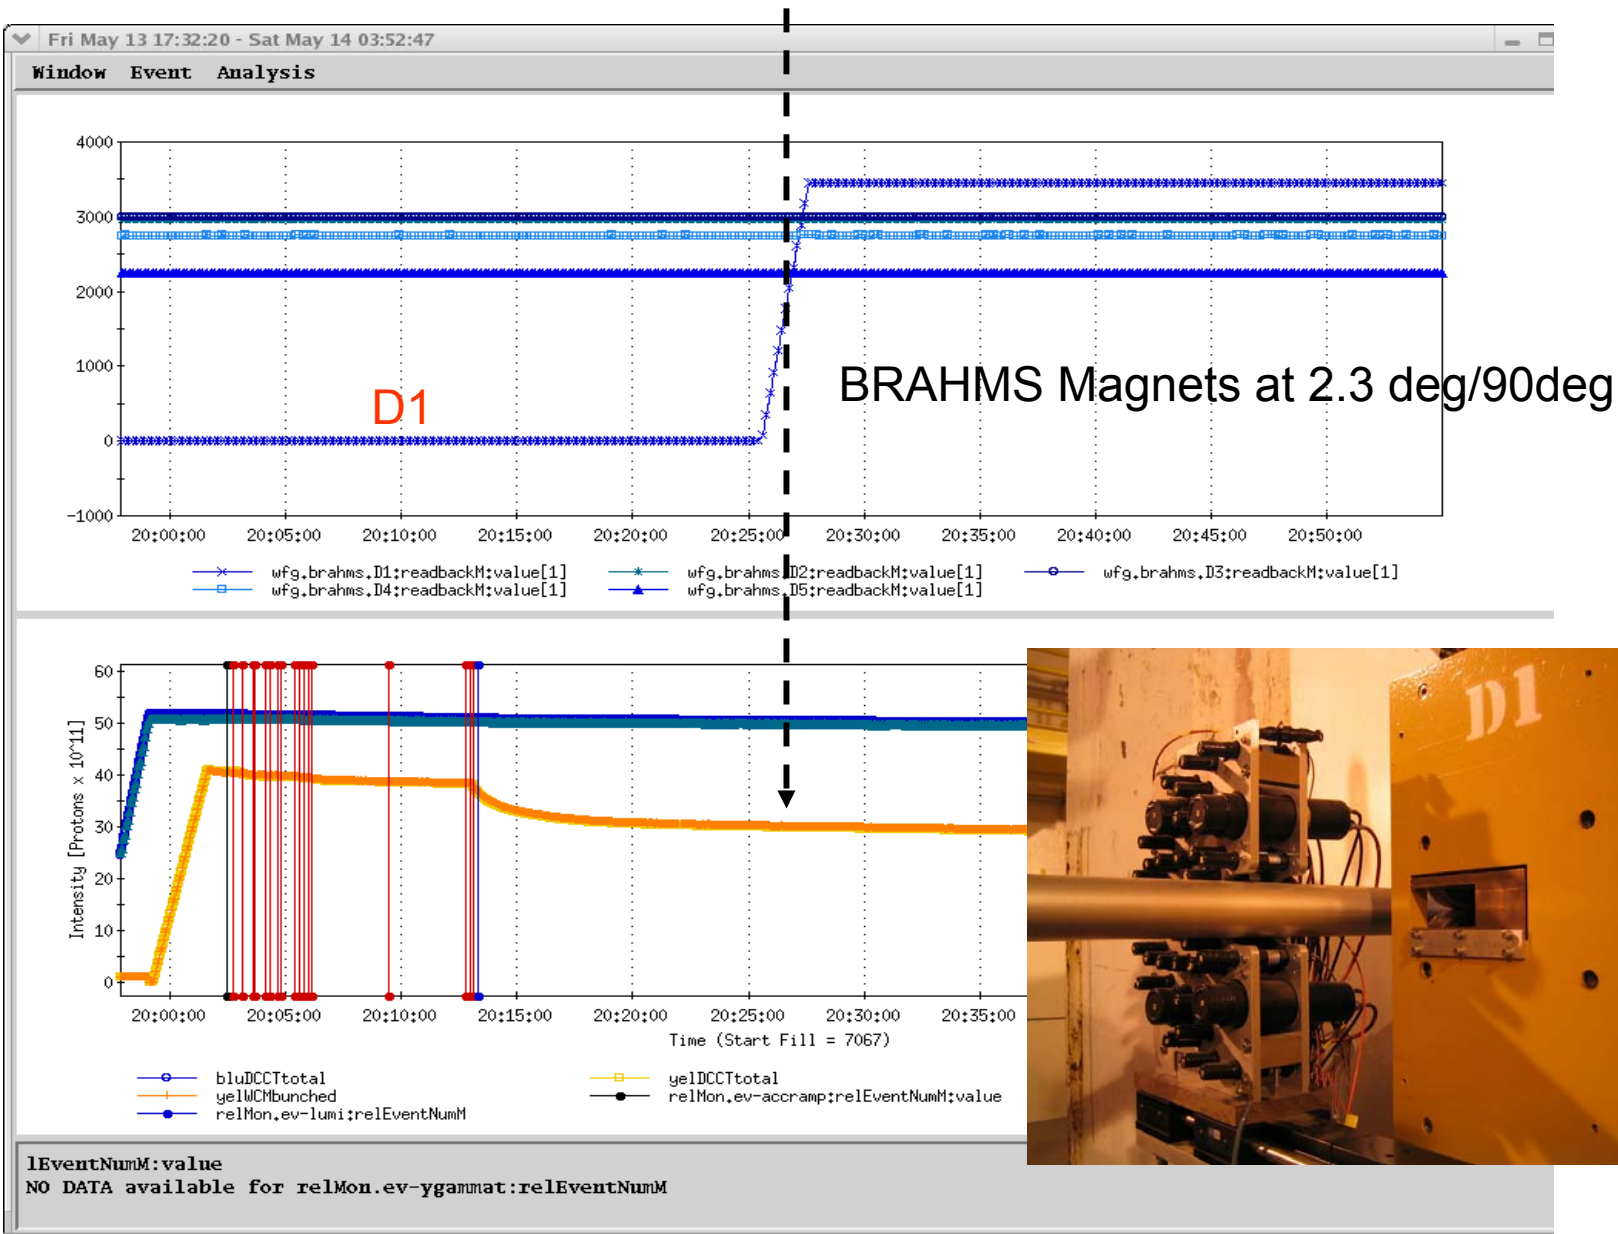 Fri May 13 17:32:20 - Sat May 14 03:52:47
Window Event Analysis
4000
3000
2000
1000
0
-1000
D1
BRAHMS Magnets at 2.3 deg/90deg
20:00:00 20:05:00 20:10:00 20:15:00 20:20:00 20:25:00 20:30:00 20:35:00 20:40:00 20:45:00 20:50:00
wfg.brahms.D1:readbackM:value[1] wfg.brahms.D2:readbackM:value[1] wfg.brahms.D3:readbackM:value[1]
wfg.brahms.D4:readbackM:value[1] wfg.brahms.D5:readbackM:value[1]
Intensity [Protons x 10^11]
60
50
40
30
20
10
0
D1
20:00:00 20:05:00 20:10:00 20:15:00 20:20:00 20:25:00 20:30:00 20:35:00
Time (Start Fill = 7067)
bluDCCTtotal yelDCCTtotal
yelWCMbunched relMon.ev-accramp:relEventNumM:value
relMon.ev-lumi:relEventNumM
lEventNumM:value
NO DATA available for relMon.ev-ygammat:relEventNumM